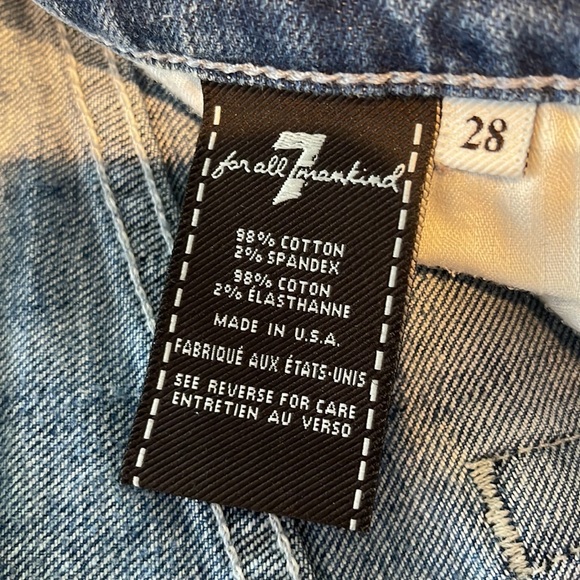 for all 7 mankind
28
98% COTTON
2% SPANDEX
98% COTON
2% ÉLASTHANNE
MADE IN U.S.A.
FABRIQUÉ AUX ÉTATS-UNIS
SEE REVERSE FOR CARE
ENTRETIEN AU VERSO